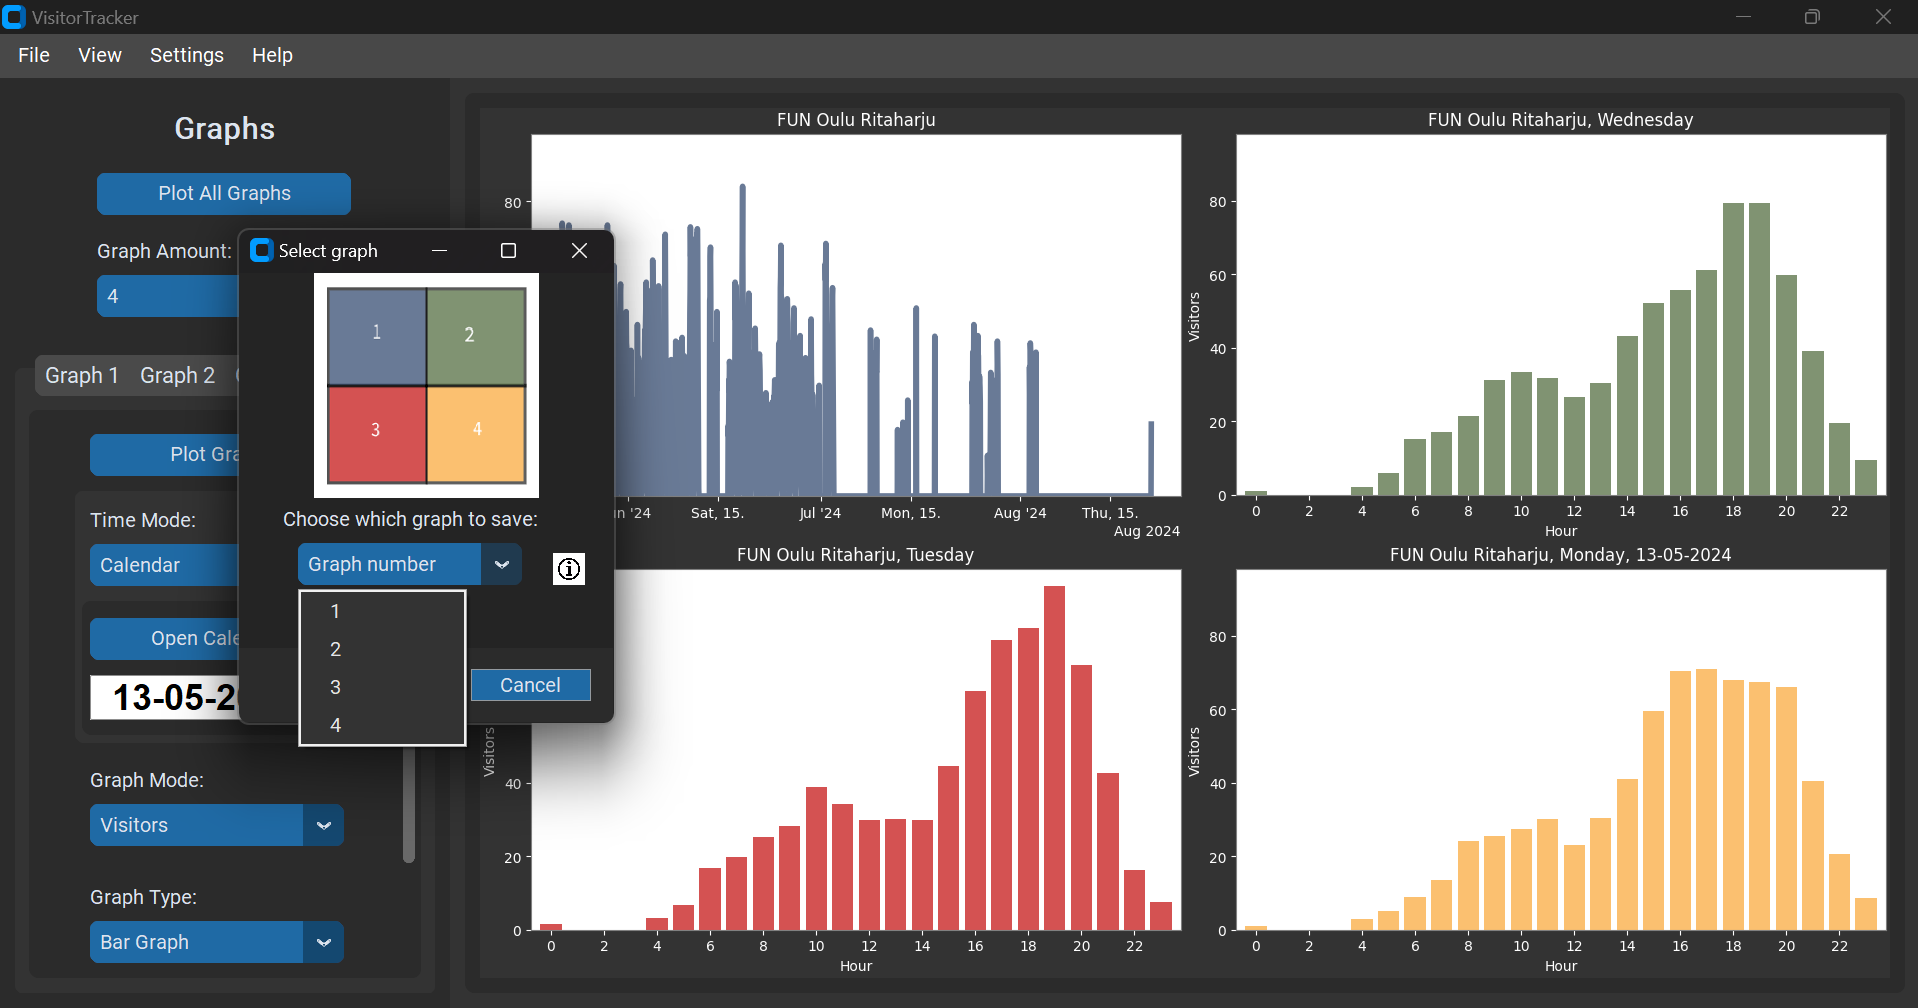 VisitorTracker
File View Settings Help
Graphs
Plot All Graphs
Graph Amount:
4
Graph 1 Graph 2
Plot Gra
Time Mode:
Calendar
Open Cale
13-05-2
Graph Mode:
Visitors
Graph Type:
Bar Graph
Select graph
1 2
3 4
Choose which graph to save:
Graph number
1
2
3
4
Cancel
FUN Oulu Ritaharju
80
n '24 Sat, 15. Jul '24 Mon, 15. Aug '24 Thu, 15.
Aug 2024
FUN Oulu Ritaharju, Wednesday
Visitors
80
60
40
20
0
0 2 4 6 8 10 12 14 16 18 20 22
Hour
FUN Oulu Ritaharju, Tuesday
Visitors
40
20
0
0 2 4 6 8 10 12 14 16 18 20 22
Hour
FUN Oulu Ritaharju, Monday, 13-05-2024
Visitors
80
60
40
20
0
0 2 4 6 8 10 12 14 16 18 20 22
Hour